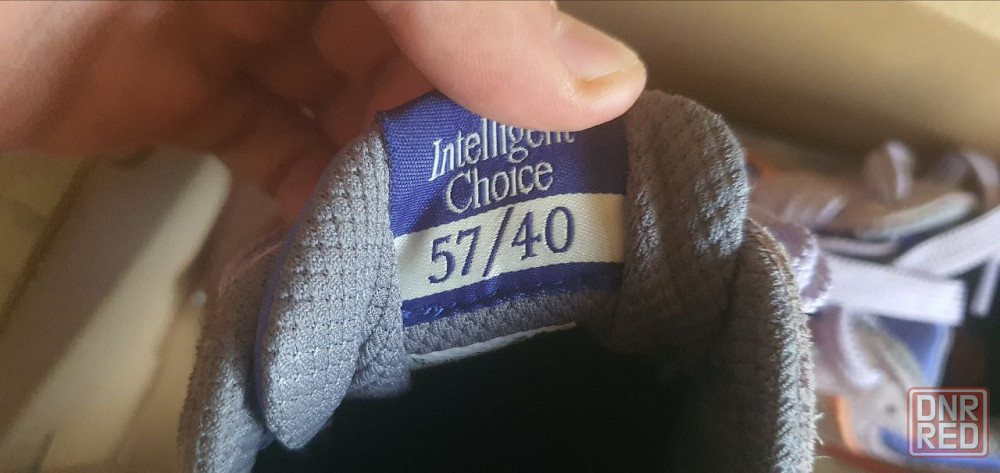 Intelligent
Choice
57/40
DNR
RED